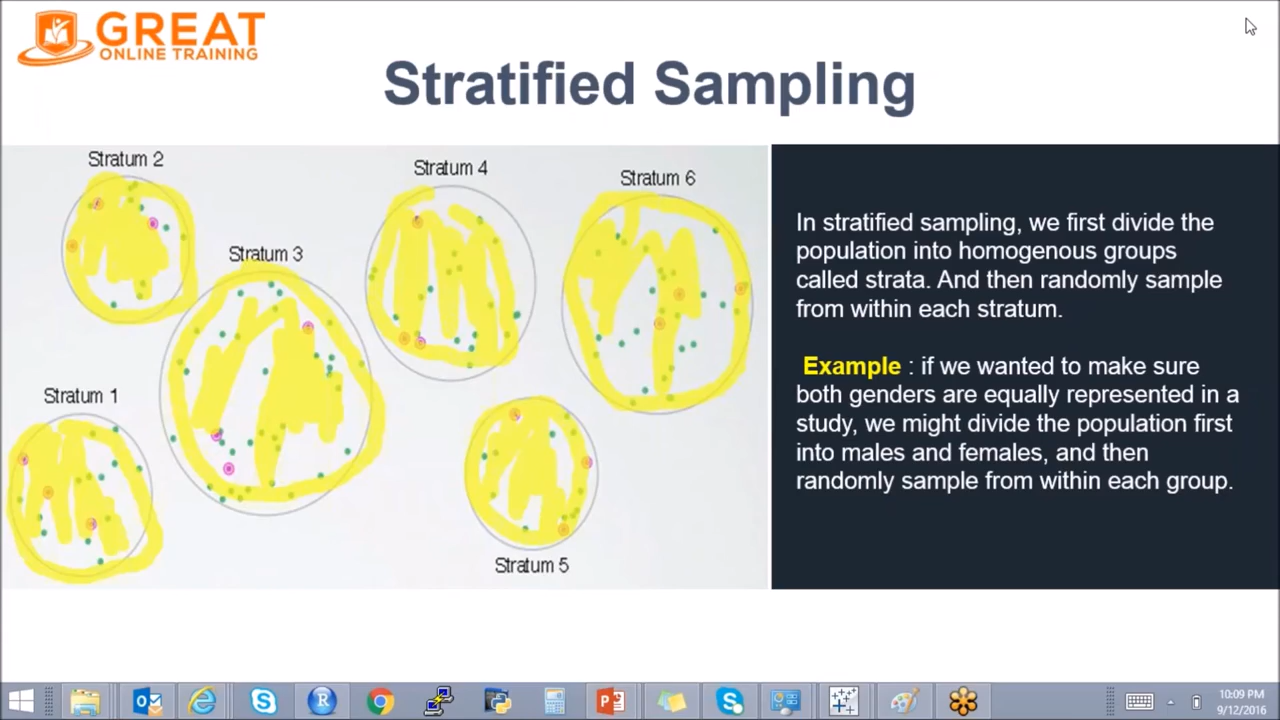 GREAT
ONLINE TRAINING
Stratified Sampling
Stratum 2
Stratum 4
Stratum 6
Stratum 3
Stratum 1
Stratum 5
In stratified sampling, we first divide the
population into homogenous groups
called strata. And then randomly sample
from within each stratum.
Example : if we wanted to make sure
both genders are equally represented in a
study, we might divide the population first
into males and females, and then
randomly sample from within each group.
10:09 PM
9/12/2016